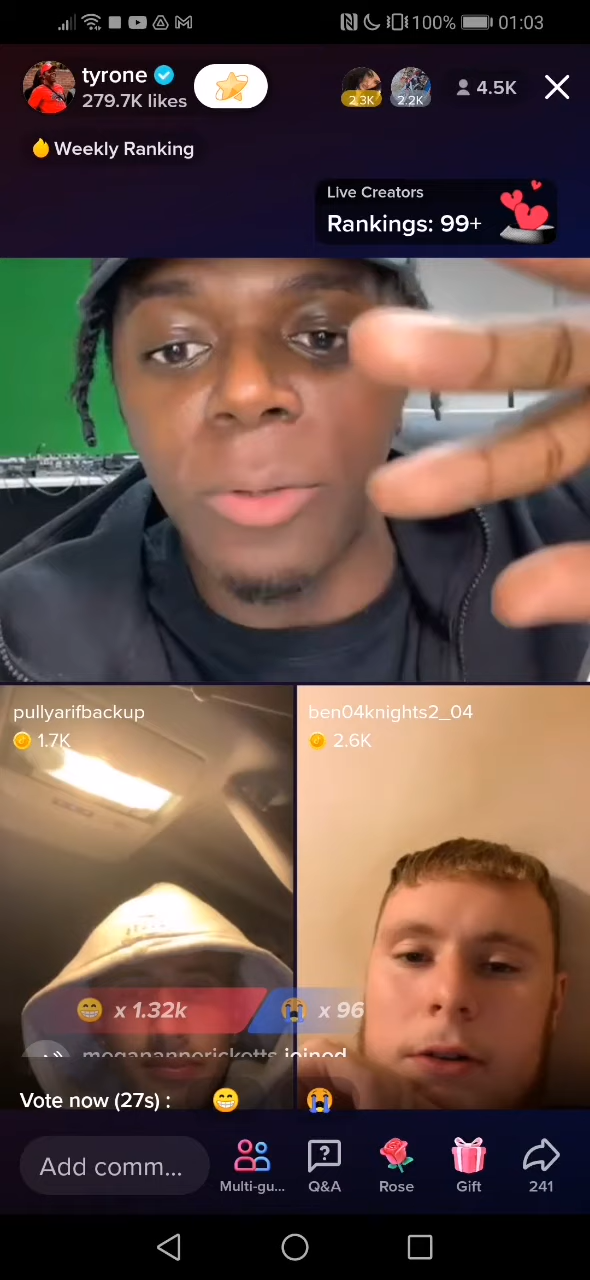 100% 01:03
tyrone
279.7K likes
2.3K 2.2K 4.5K
Weekly Ranking
Live Creators
Rankings: 99+
pullyarifbackup
1.7K
ben04knights2_04
2.6K
x 1.32k x 96
meganannericketts joined
Vote now (27s) :
Add comm...
Multi-gu... Q&A Rose Gift 241